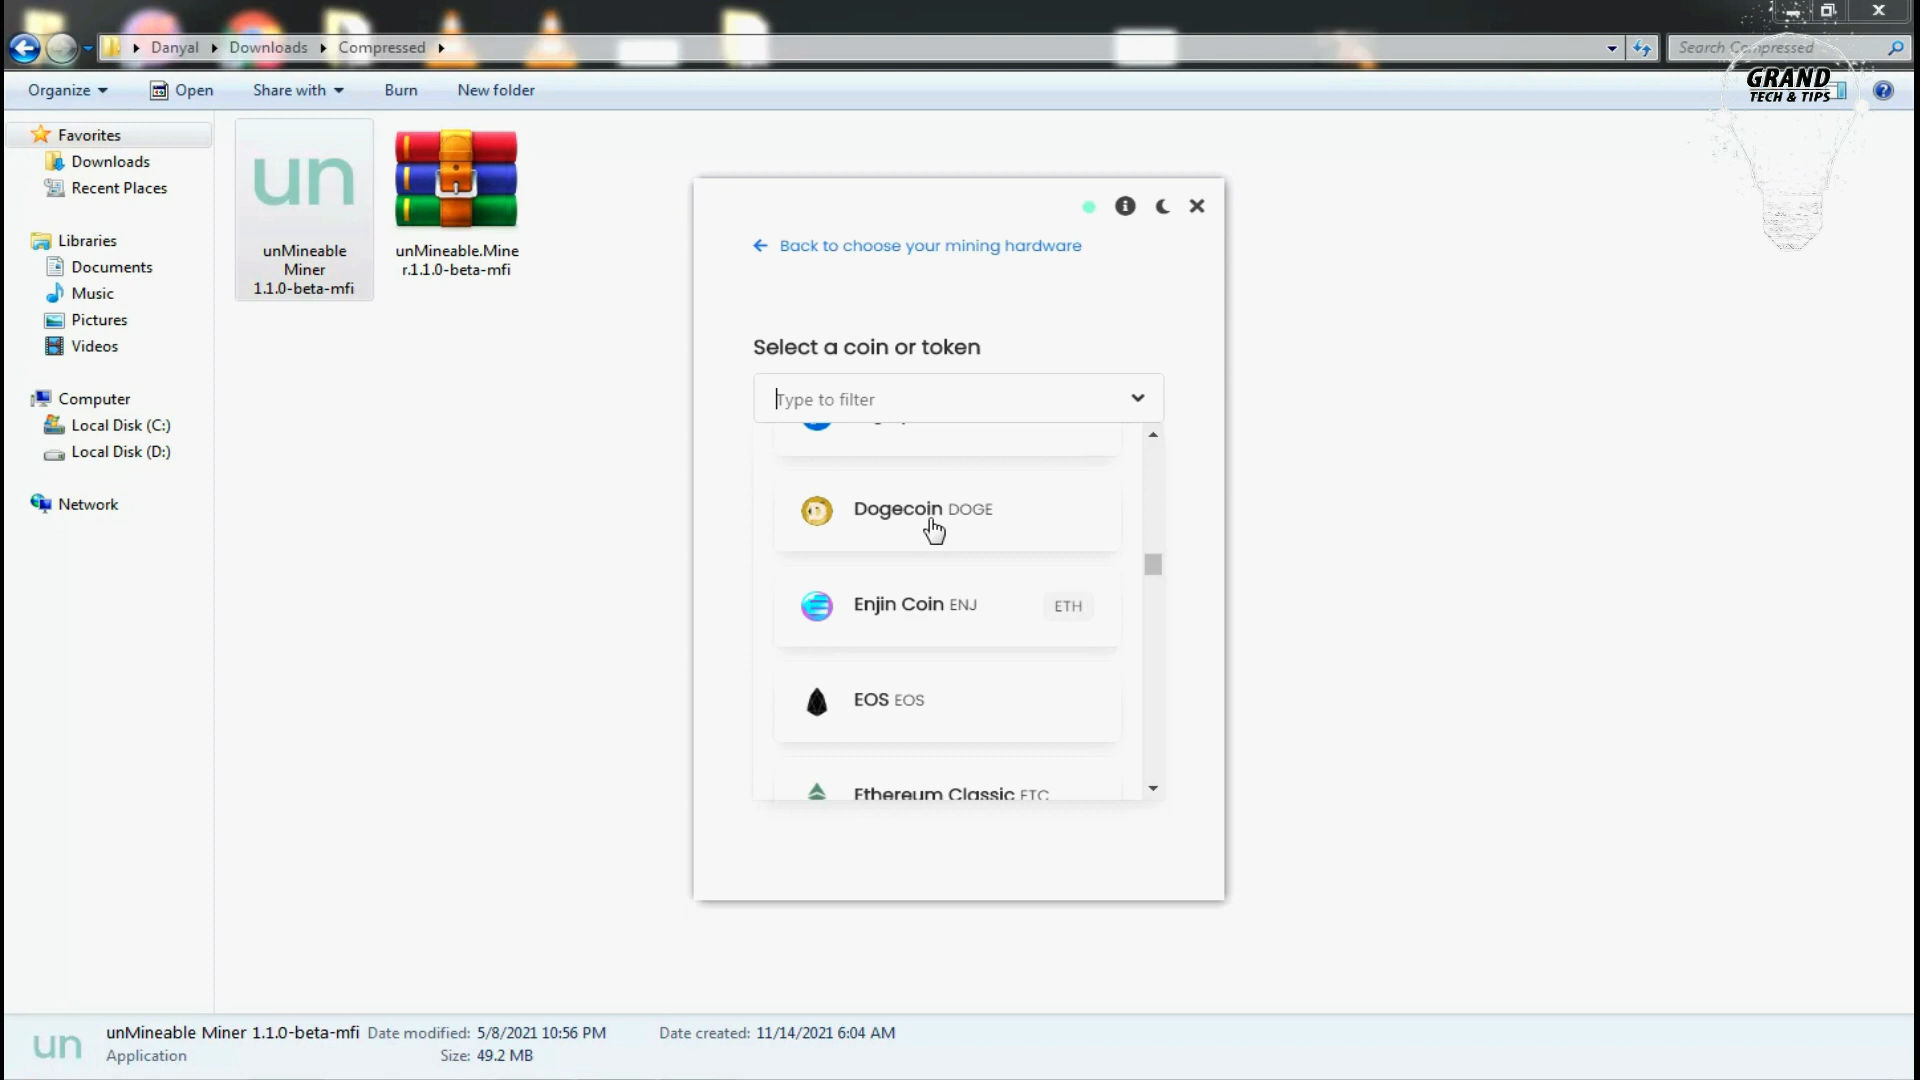 Danyal Downloads Compressed
Search Compressed
Organize Open Share with Burn New folder
GRAND
TECH & TIPS
Favorites
Downloads
Recent Places
Libraries
Documents
Music
Pictures
Videos
Computer
Local Disk (C:)
Local Disk (D:)
Network
un
unMineable
Miner
1.1.0-beta-mfi
unMineable.Mine
r.1.1.0-beta-mfi
Back to choose your mining hardware
Select a coin or token
Type to filter
Dogecoin DOGE
Enjin Coin ENJ ETH
EOS EOS
Ethereum Classic ETC
un
unMineable Miner 1.1.0-beta-mfi Date modified: 5/8/2021 10:56 PM Date created: 11/14/2021 6:04 AM
Application Size: 49.2 MB